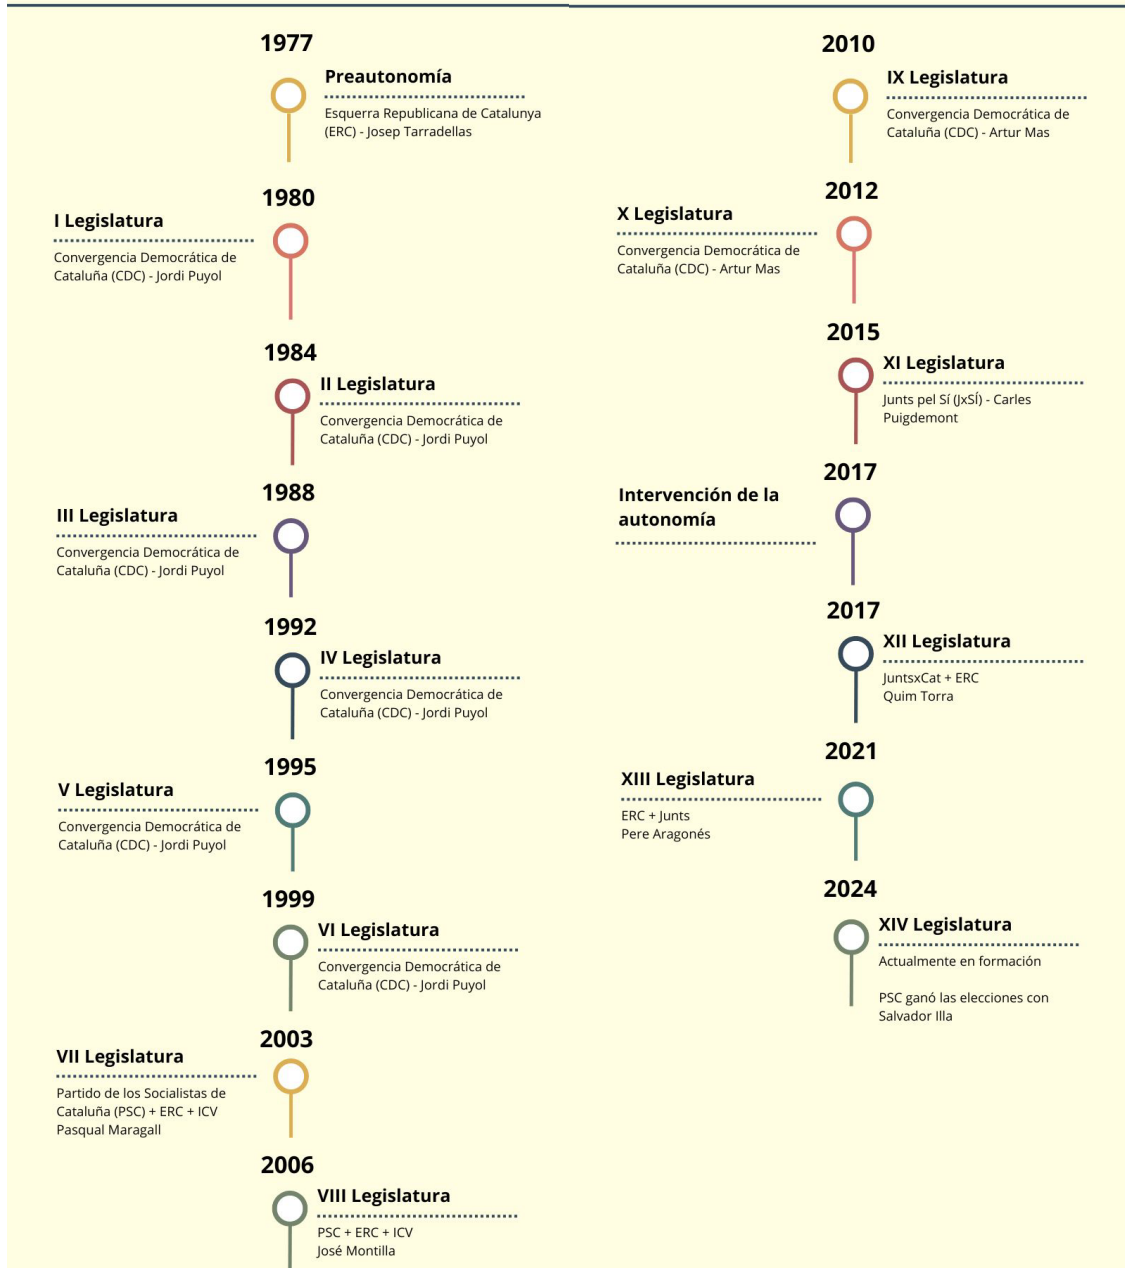 1977
Preautonomía
Esquerra Republicana de Catalunya
(ERC) - Josep Tarradellas
1980
I Legislatura
Convergencia Democrática de
Cataluña (CDC) - Jordi Puyol
1984
II Legislatura
Convergencia Democrática de
Cataluña (CDC) - Jordi Puyol
1988
III Legislatura
Convergencia Democrática de
Cataluña (CDC) - Jordi Puyol
1992
IV Legislatura
Convergencia Democrática de
Cataluña (CDC) - Jordi Puyol
1995
V Legislatura
Convergencia Democrática de
Cataluña (CDC) - Jordi Puyol
1999
VI Legislatura
Convergencia Democrática de
Cataluña (CDC) - Jordi Puyol
2003
VII Legislatura
Partido de los Socialistas de
Cataluña (PSC) + ERC + ICV
Pasqual Maragall
2006
VIII Legislatura
PSC + ERC + ICV
José Montilla
2010
IX Legislatura
Convergencia Democrática de
Cataluña (CDC) - Artur Mas
2012
X Legislatura
Convergencia Democrática de
Cataluña (CDC) - Artur Mas
2015
XI Legislatura
Junts pel Sí (JxSÍ) - Carles
Puigdemont
2017
Intervención de la
autonomía
2017
XII Legislatura
JuntsxCat + ERC
Quim Torra
2021
XIII Legislatura
ERC + Junts
Pere Aragonés
2024
XIV Legislatura
Actualmente en formación
PSC ganó las elecciones con
Salvador Illa